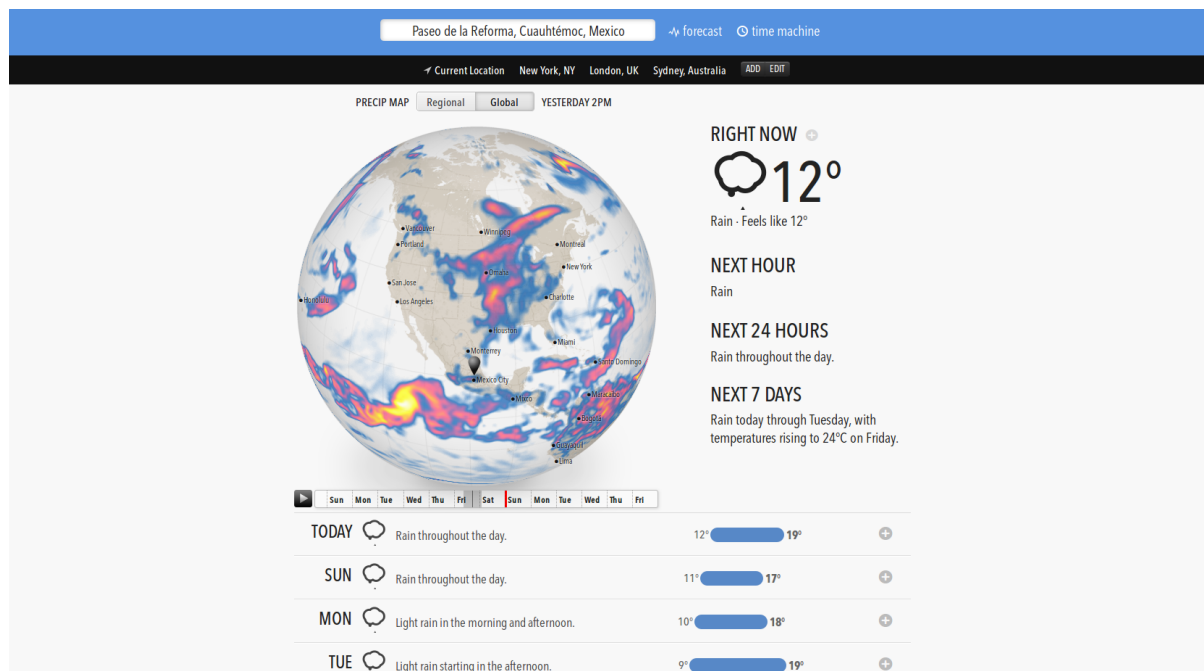 Paseo de la Reforma, Cuauhtémoc, Mexico
forecast
time machine
Current Location New York, NY London, UK Sydney, Australia ADD EDIT
PRECIP MAP Regional Global YESTERDAY 2PM
Vancouver
Winnipeg
Portland
Montreal
New York
Omaha
San Jose
Charlotte
Honolulu
Los Angeles
Houston
Miami
Monterrey
Santo Domingo
Mexico City
Mixco
Maracaibo
Bogota
Guayaquil
Lima
RIGHT NOW
12°
Rain · Feels like 12°
NEXT HOUR
Rain
NEXT 24 HOURS
Rain throughout the day.
NEXT 7 DAYS
Rain today through Tuesday, with
temperatures rising to 24°C on Friday.
Sun Mon Tue Wed Thu Fri Sat Sun Mon Tue Wed Thu Fri
TODAY Rain throughout the day. 12° 19°
SUN Rain throughout the day. 11° 17°
MON Light rain in the morning and afternoon. 10° 18°
TUE Light rain starting in the afternoon. 9° 19°